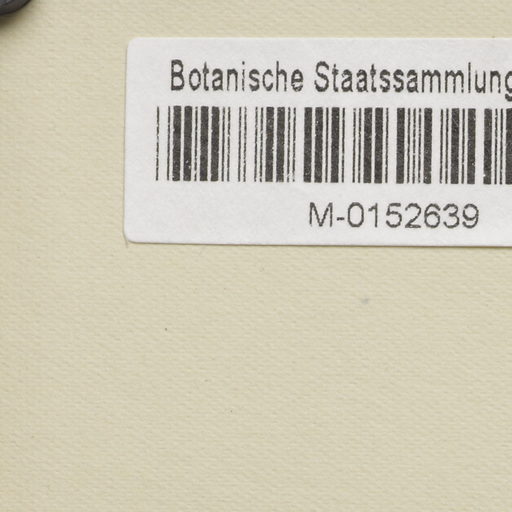 Botanische Staatssammlung
M-0152639